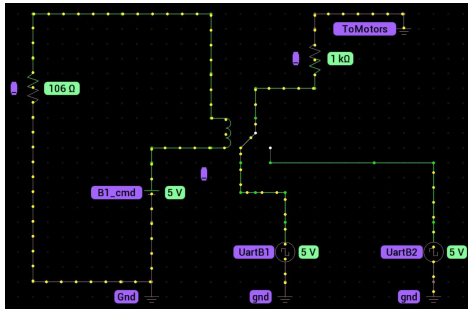 ToMotors
1 kΩ
106 Ω
B1_cmd
5 V
UartB1
5 V
UartB2
5 V
Gnd
gnd
gnd